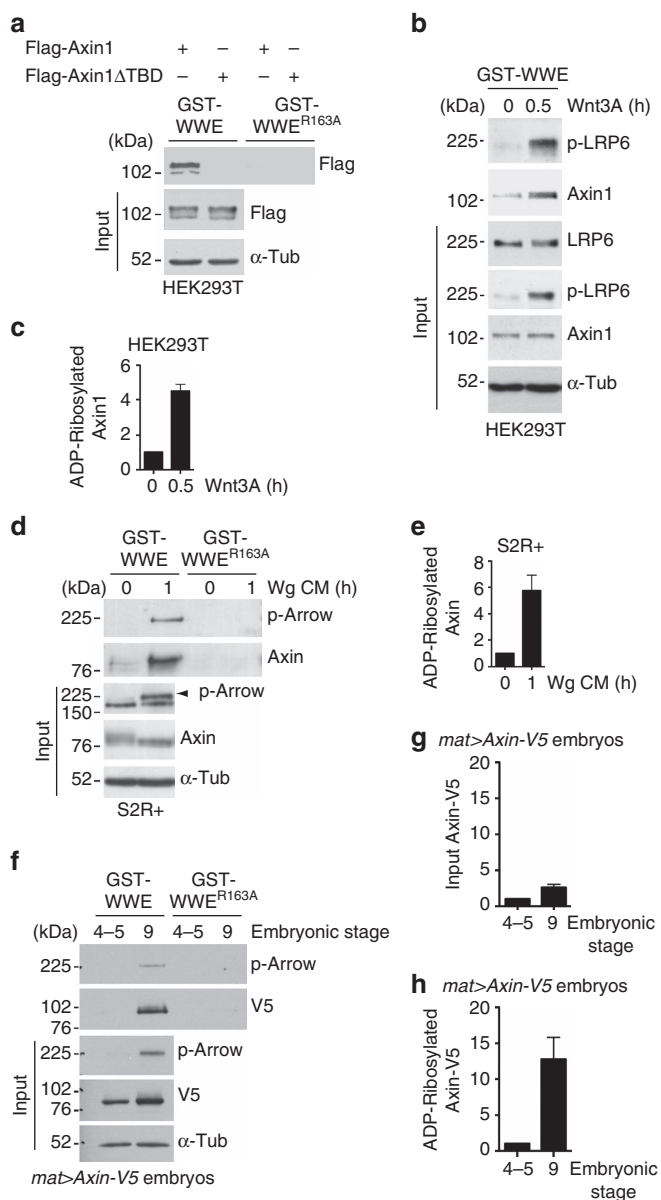 a
Flag-Axin1 + – + –
Flag-Axin1ΔTBD – + – +
GST-WWE GST-WWE^R163A
(kDa)
102 - Flag
Input
102 - Flag
52 - α-Tub
HEK293T
b
GST-WWE
(kDa) 0 0.5 Wnt3A (h)
225- p-LRP6
102- Axin1
Input
225- LRP6
225- p-LRP6
102- Axin1
52- α-Tub
HEK293T
c
HEK293T
ADP-Ribosylated Axin1
6
4
2
0
0 0.5 Wnt3A (h)
d
GST-WWE GST-WWE^R163A
(kDa) 0 1 0 1 Wg CM (h)
225- p-Arrow
76- Axin
Input
225- p-Arrow
150-
76- Axin
52- α-Tub
S2R+
e
S2R+
ADP-Ribosylated Axin
8
6
4
2
0
0 1 Wg CM (h)
f
GST-WWE GST-WWE^R163A
(kDa) 4–5 9 4–5 9 Embryonic stage
225- p-Arrow
102- V5
76-
Input
225- p-Arrow
102- V5
76-
52- α-Tub
mat>Axin-V5 embryos
g
mat>Axin-V5 embryos
Input Axin-V5
20
15
10
5
0
4–5 9 Embryonic stage
h
mat>Axin-V5 embryos
ADP-Ribosylated Axin-V5
20
15
10
5
0
4–5 9 Embryonic stage